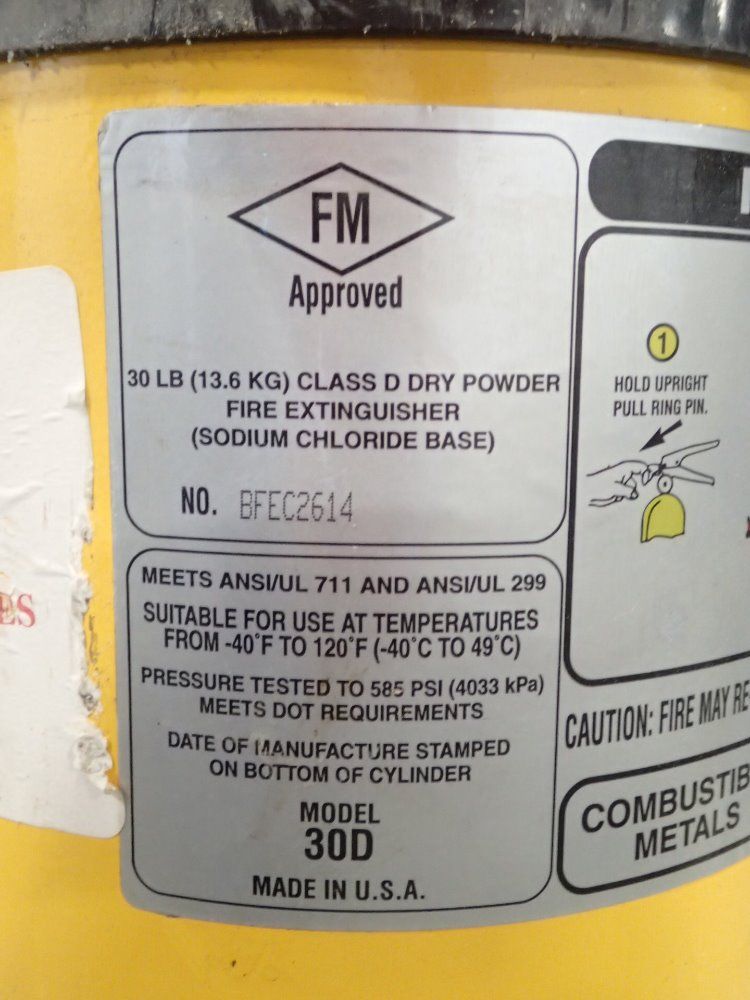 FM
Approved
30 LB (13.6 KG) CLASS D DRY POWDER
FIRE EXTINGUISHER
(SODIUM CHLORIDE BASE)
NO. BFEC2614
MEETS ANSI/UL 711 AND ANSI/UL 299
SUITABLE FOR USE AT TEMPERATURES
FROM -40°F TO 120°F (-40°C TO 49°C)
PRESSURE TESTED TO 585 PSI (4033 kPa)
MEETS DOT REQUIREMENTS
DATE OF MANUFACTURE STAMPED
ON BOTTOM OF CYLINDER
MODEL
30D
MADE IN U.S.A.
1
HOLD UPRIGHT
PULL RING PIN.
CAUTION: FIRE MAY RE
COMBUSTIB
METALS
ES